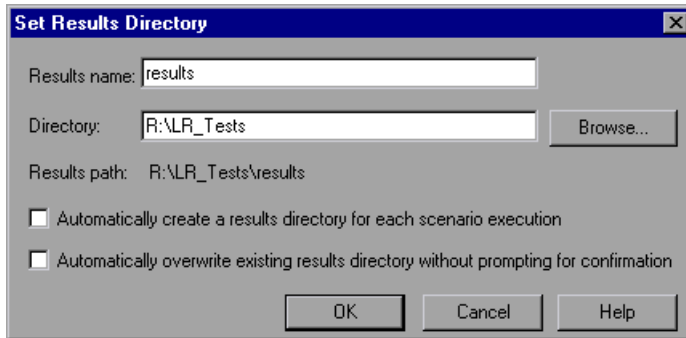 Set Results Directory
Results name: results
Directory: R:\LR_Tests Browse...
Results path: R:\LR_Tests\results
Automatically create a results directory for each scenario execution
Automatically overwrite existing results directory without prompting for confirmation
OK Cancel Help